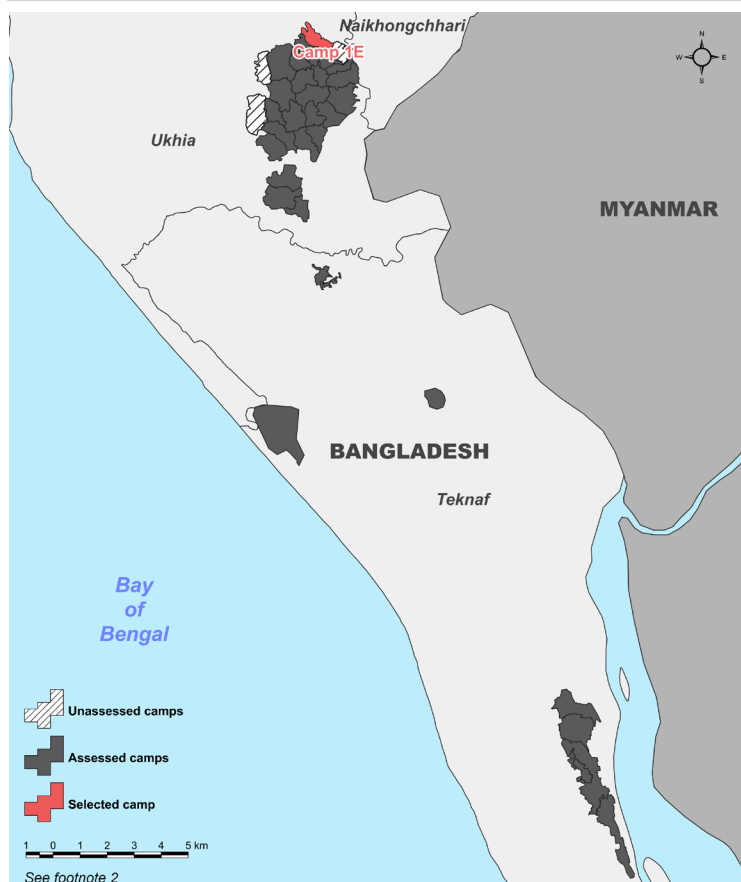 Naikhongchhari
Camp 1E
N
W
E
S
Ukhia
MYANMAR
BANGLADESH
Teknaf
Bay
of
Bengal
Unassessed camps
Assessed camps
Selected camp
1 0 1 2 3 4 5 km
See footnote 2